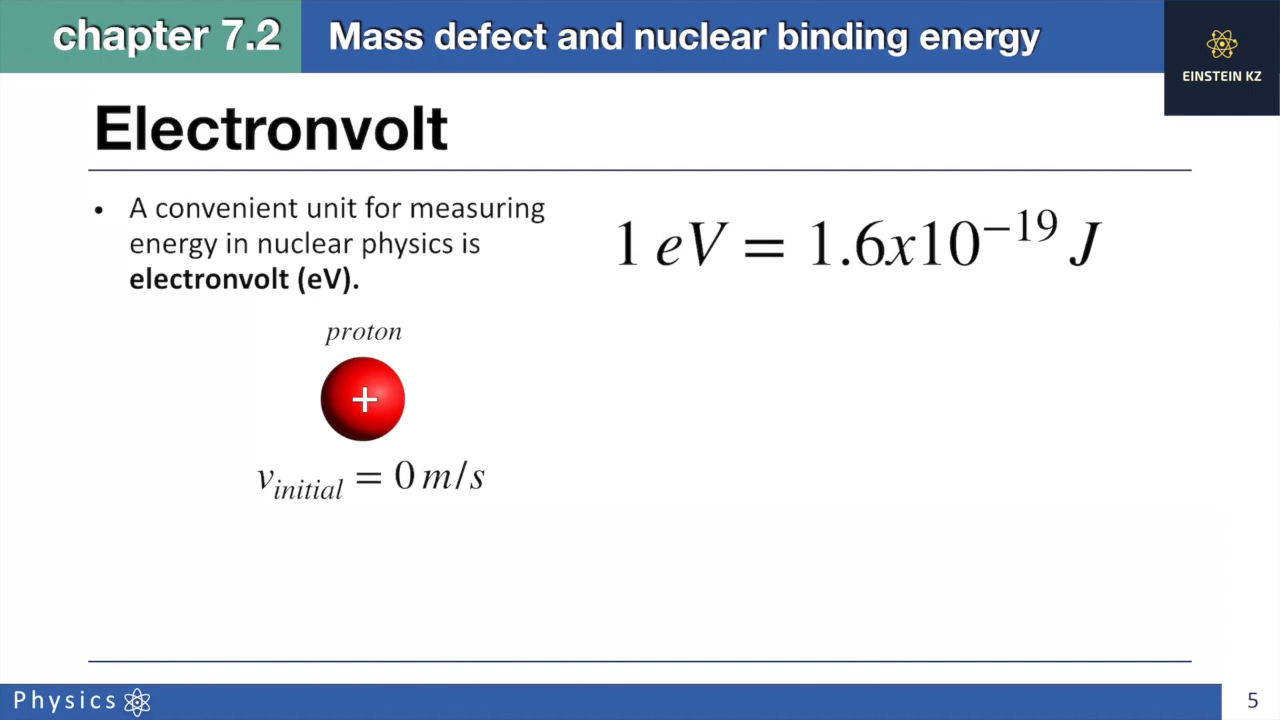 chapter 7.2
Mass defect and nuclear binding energy
EINSTEIN KZ
Electronvolt
• A convenient unit for measuring
energy in nuclear physics is
electronvolt (eV).
1 eV = 1.6x10⁻¹⁹ J
proton
+
v_initial = 0 m/s
Physics
5